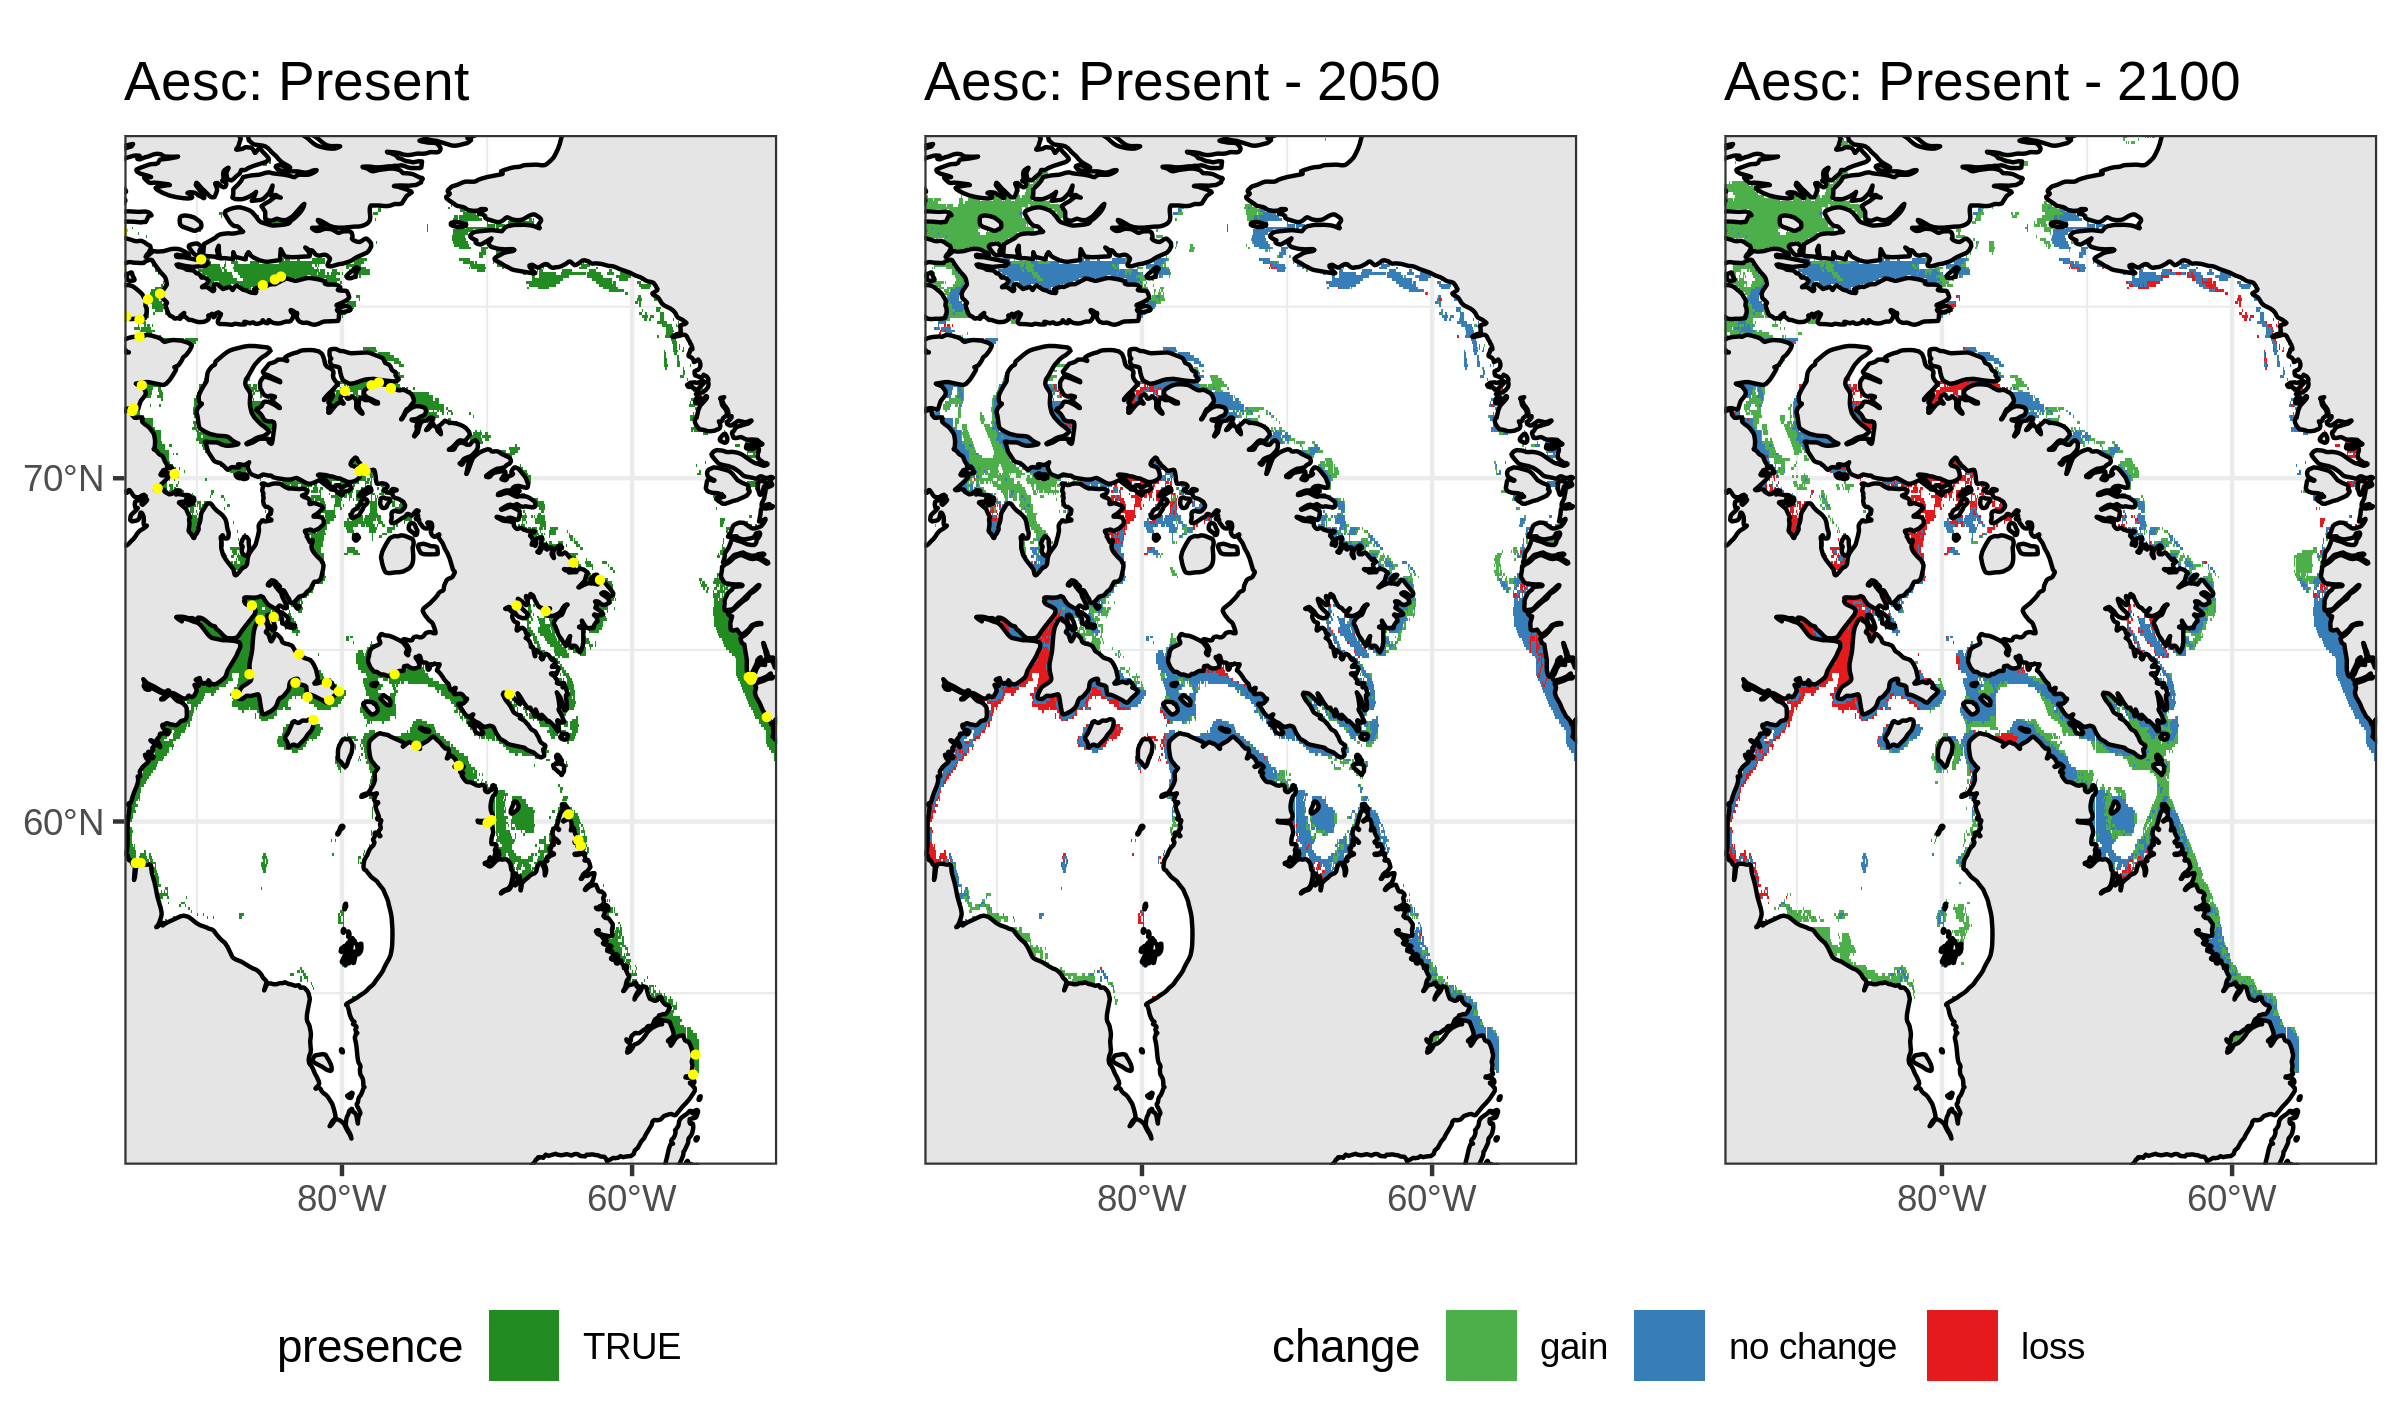 Aesc: Present
Aesc: Present - 2050
Aesc: Present - 2100
70°N
60°N
80°W
60°W
80°W
60°W
80°W
60°W
presence
TRUE
change
gain
no change
loss